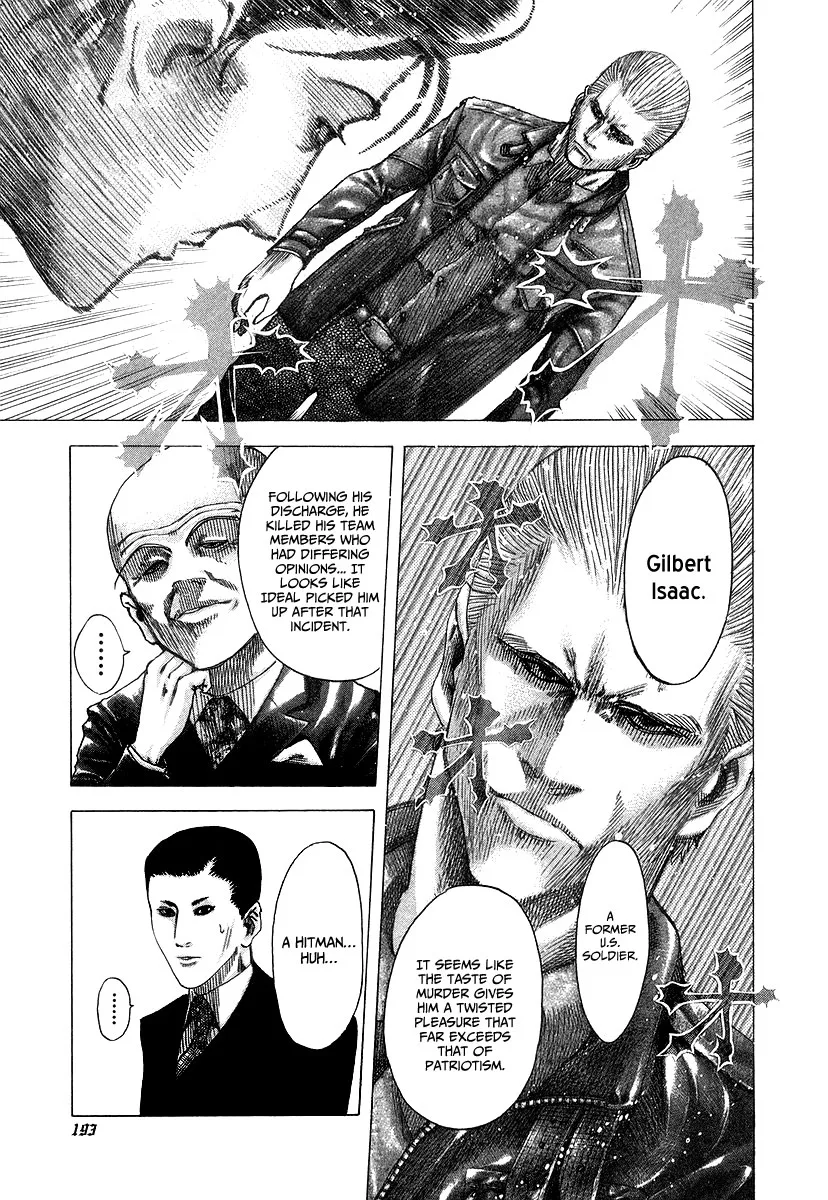 Gilbert
Isaac.
A
FORMER
U.S.
SOLDIER.
IT SEEMS LIKE
THE TASTE OF
MURDER GIVES
HIM A TWISTED
PLEASURE THAT
FAR EXCEEDS
THAT OF
PATRIOTISM.
FOLLOWING HIS
DISCHARGE, HE
KILLED HIS TEAM
MEMBERS WHO
HAD DIFFERING
OPINIONS... IT
LOOKS LIKE
IDEAL PICKED HIM
UP AFTER THAT
INCIDENT.
......
A HITMAN...
HUH...
......
193